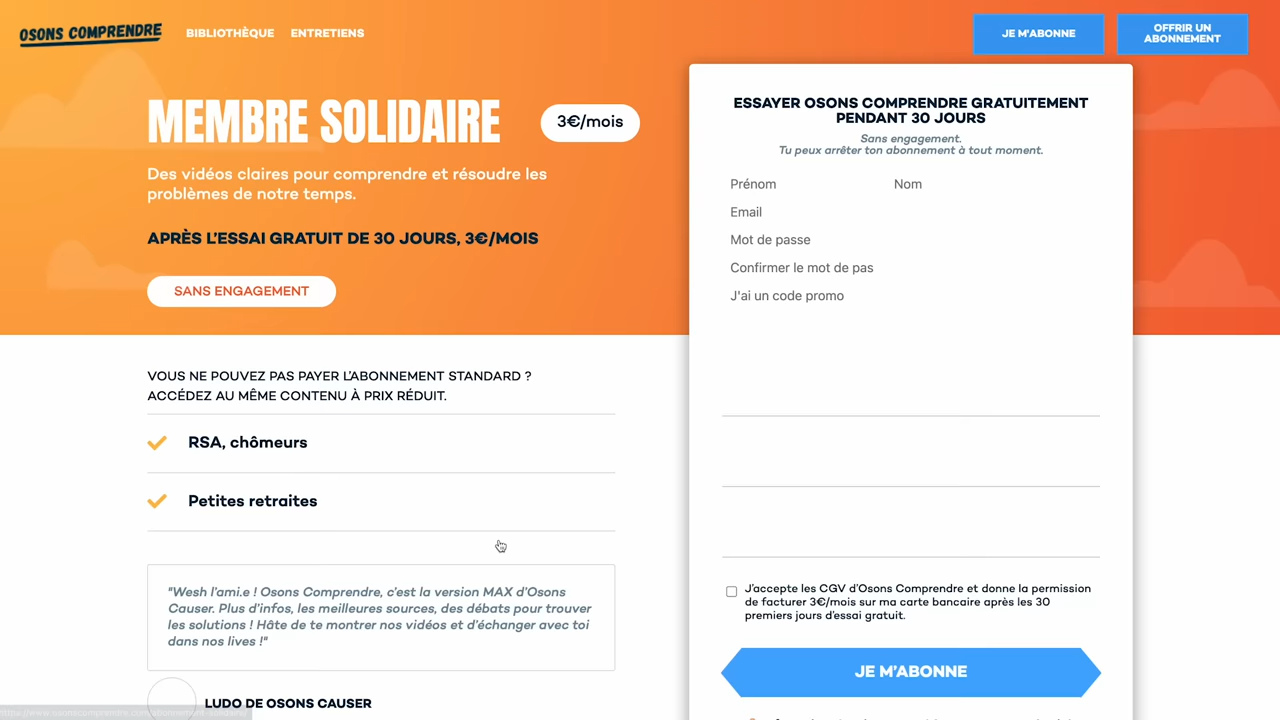 OSONS COMPRENDRE
BIBLIOTHÈQUE
ENTRETIENS
JE M'ABONNE
OFFRIR UN
ABONNEMENT
MEMBRE SOLIDAIRE
3€/mois
Des vidéos claires pour comprendre et résoudre les
problèmes de notre temps.
APRÈS L'ESSAI GRATUIT DE 30 JOURS, 3€/MOIS
SANS ENGAGEMENT
VOUS NE POUVEZ PAS PAYER L'ABONNEMENT STANDARD ?
ACCÉDEZ AU MÊME CONTENU À PRIX RÉDUIT.
RSA, chômeurs
Petites retraites
"Wesh l'ami.e ! Osons Comprendre, c'est la version MAX d'Osons
Causer. Plus d'infos, les meilleures sources, des débats pour trouver
les solutions ! Hâte de te montrer nos vidéos et d'échanger avec toi
dans nos lives !"
LUDO DE OSONS CAUSER
ESSAYER OSONS COMPRENDRE GRATUITEMENT
PENDANT 30 JOURS
Sans engagement.
Tu peux arrêter ton abonnement à tout moment.
Prénom
Nom
Email
Mot de passe
Confirmer le mot de pas
J'ai un code promo
J'accepte les CGV d'Osons Comprendre et donne la permission
de facturer 3€/mois sur ma carte bancaire après les 30
premiers jours d'essai gratuit.
JE M'ABONNE